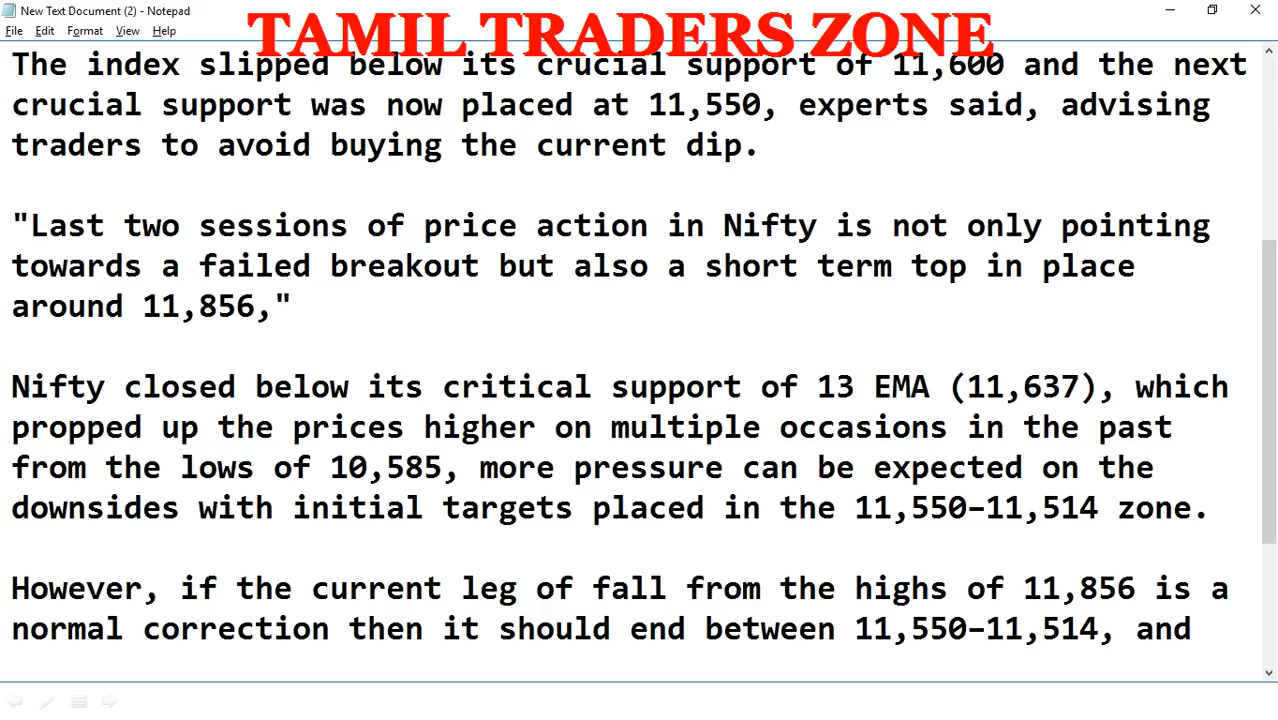 New Text Document (2) - Notepad
File Edit Format View Help
TAMIL TRADERS ZONE
The index slipped below its crucial support of 11,600 and the next
crucial support was now placed at 11,550, experts said, advising
traders to avoid buying the current dip.
"Last two sessions of price action in Nifty is not only pointing
towards a failed breakout but also a short term top in place
around 11,856,"
Nifty closed below its critical support of 13 EMA (11,637), which
propped up the prices higher on multiple occasions in the past
from the lows of 10,585, more pressure can be expected on the
downsides with initial targets placed in the 11,550–11,514 zone.
However, if the current leg of fall from the highs of 11,856 is a
normal correction then it should end between 11,550–11,514, and